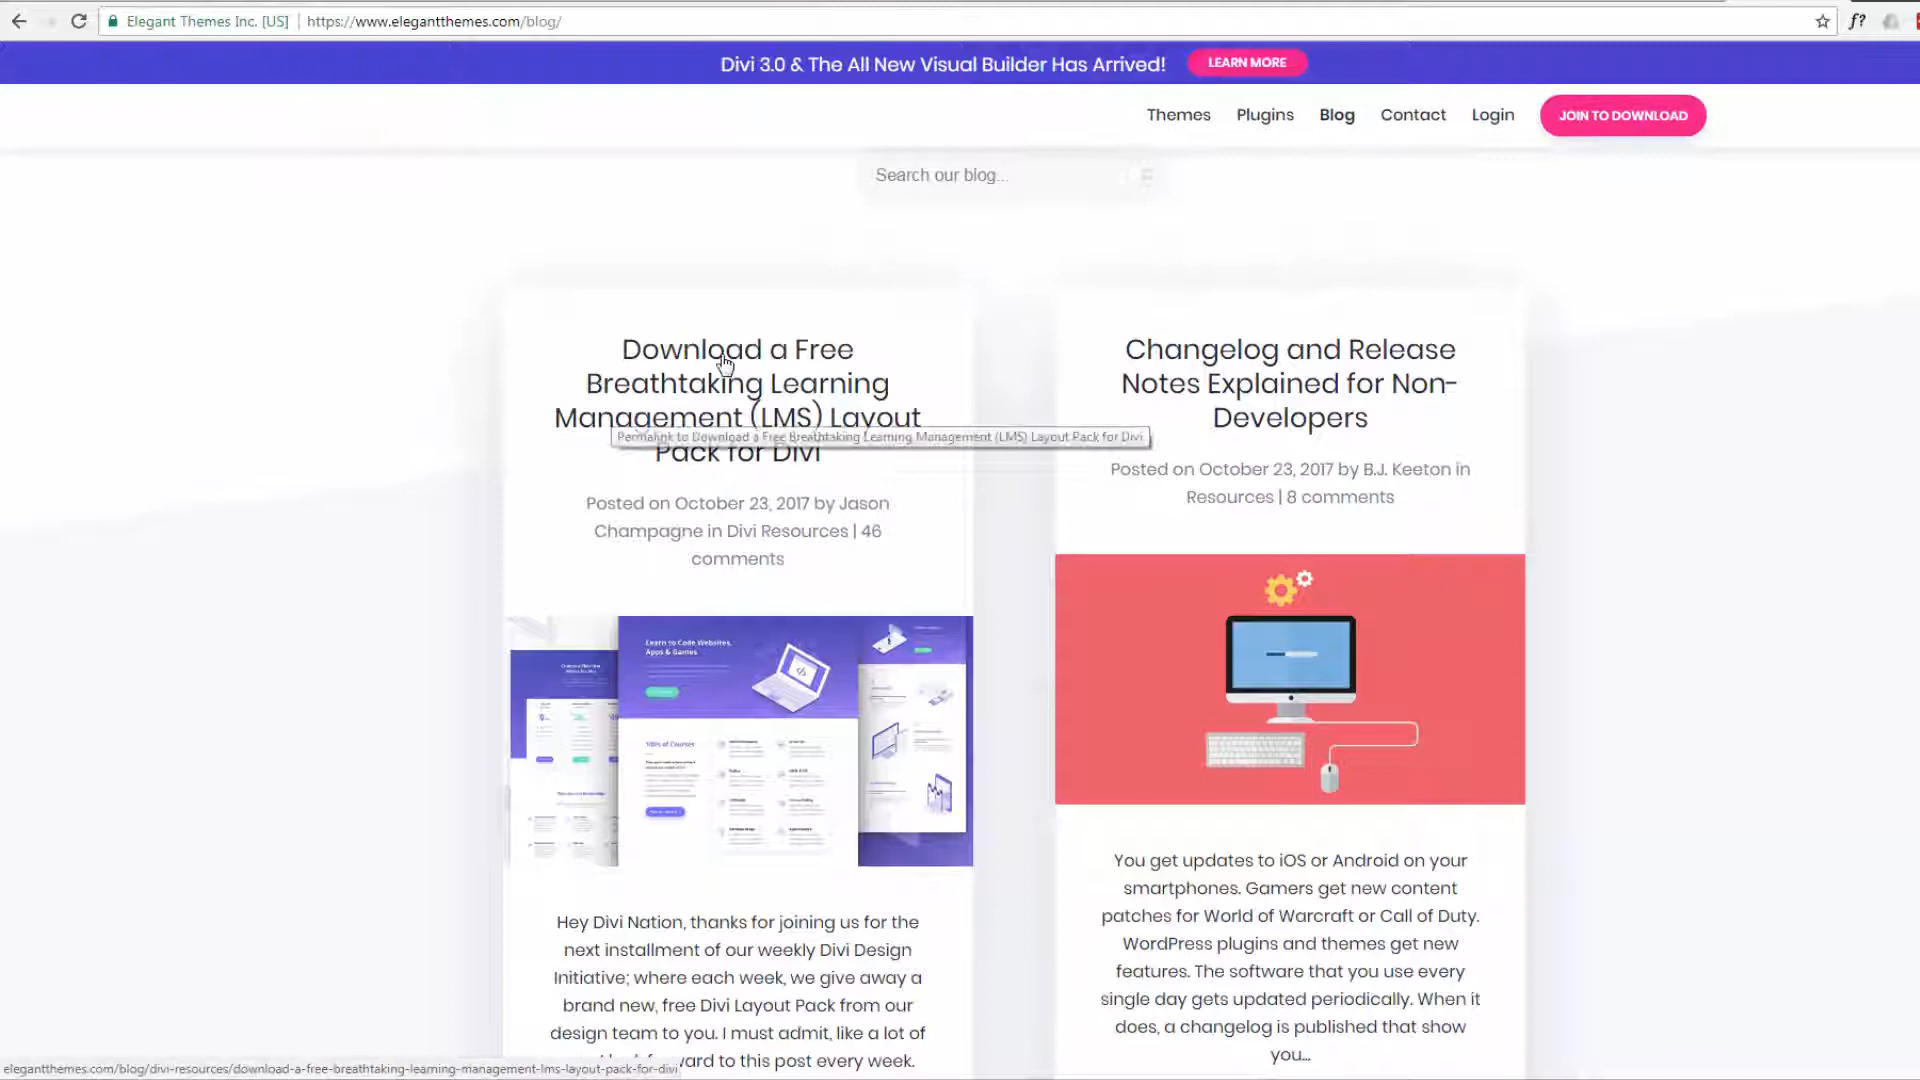 Elegant Themes Inc. [US] https://www.elegantthemes.com/blog/
Divi 3.0 & The All New Visual Builder Has Arrived! LEARN MORE
Themes Plugins Blog Contact Login JOIN TO DOWNLOAD
Search our blog...
Download a Free
Breathtaking Learning
Management (LMS) Layout
Permalink to Download a Free Breathtaking Learning Management (LMS) Layout Pack for Divi
Pack for Divi
Posted on October 23, 2017 by Jason
Champagne in Divi Resources | 46
comments
Learn to Code Websites,
Apps & Games
100s of Courses
Hey Divi Nation, thanks for joining us for the
next installment of our weekly Divi Design
Initiative; where each week, we give away a
brand new, free Divi Layout Pack from our
design team to you. I must admit, like a lot of
forward to this post every week.
Changelog and Release
Notes Explained for Non-
Developers
Posted on October 23, 2017 by B.J. Keeton in
Resources | 8 comments
You get updates to iOS or Android on your
smartphones. Gamers get new content
patches for World of Warcraft or Call of Duty.
WordPress plugins and themes get new
features. The software that you use every
single day gets updated periodically. When it
does, a changelog is published that show
you...
elegantthemes.com/blog/divi-resources/download-a-free-breathtaking-learning-management-lms-layout-pack-for-divi